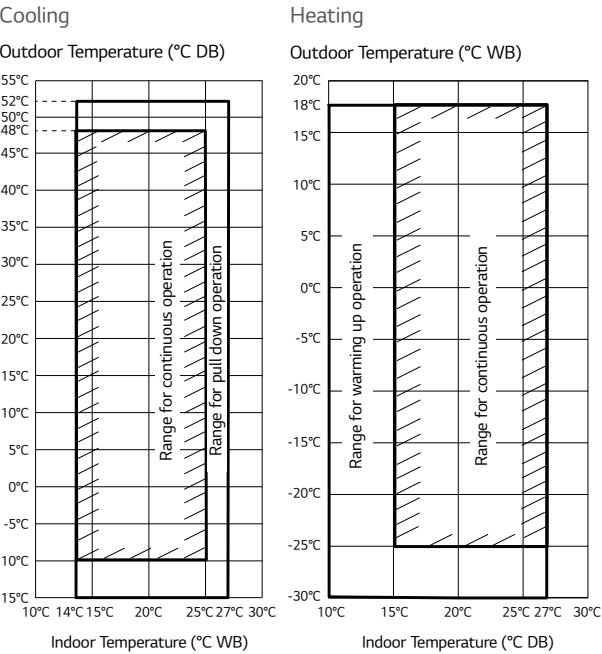 Cooling
Outdoor Temperature (°C DB)
55°C
52°C
50°C
48°C
45°C
40°C
35°C
30°C
25°C
20°C
15°C
10°C
5°C
0°C
-5°C
10°C
15°C
Range for continuous operation
Range for pull down operation
10°C 14°C 15°C 20°C 25°C 27°C 30°C
Indoor Temperature (°C WB)
Heating
Outdoor Temperature (°C WB)
20°C
18°C
15°C
10°C
5°C
0°C
-5°C
-10°C
-15°C
-20°C
-25°C
-30°C
Range for warming up operation
Range for continuous operation
10°C 15°C 20°C 25°C 27°C 30°C
Indoor Temperature (°C DB)